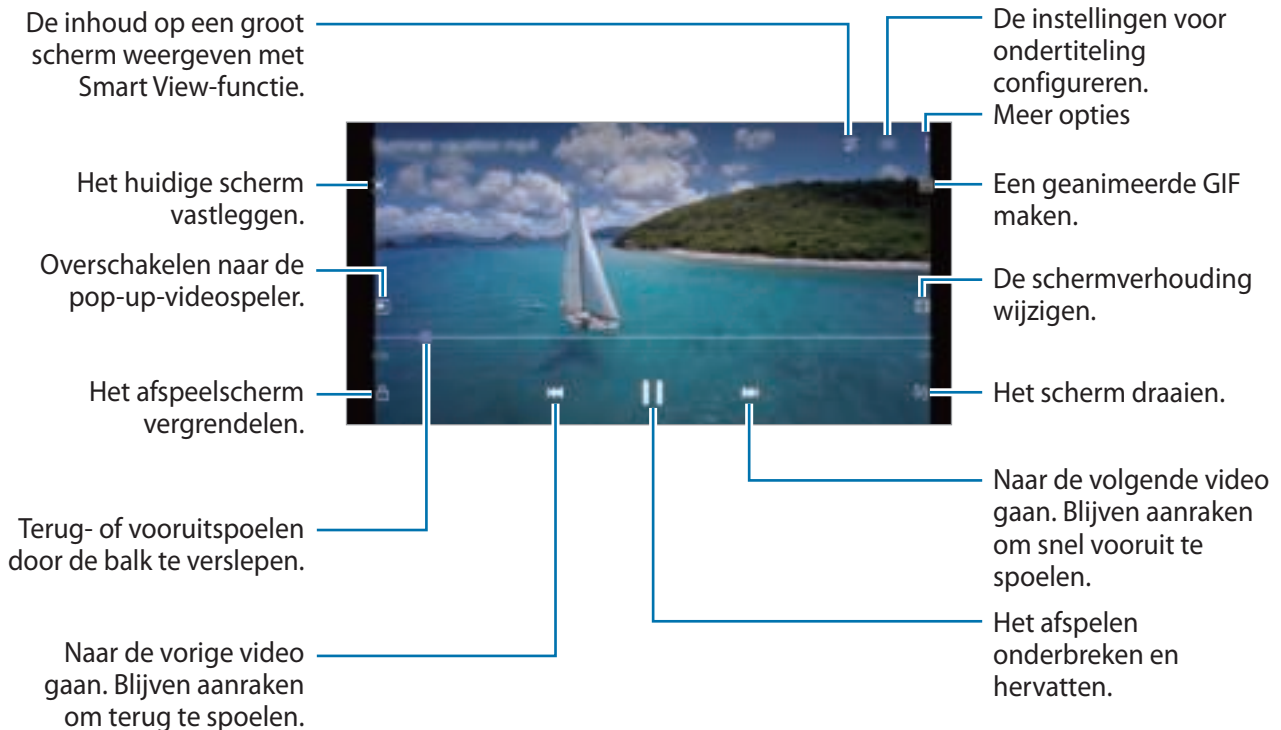 De inhoud op een groot
scherm weergeven met
Smart View-functie.
Het huidige scherm
vastleggen.
Overschakelen naar de
pop-up-videospeler.
Het afspeelscherm
vergrendelen.
Terug- of vooruitspoelen
door de balk te verslepen.
Naar de vorige video
gaan. Blijven aanraken
om terug te spoelen.
De instellingen voor
ondertiteling
configureren.
Meer opties
Een geanimeerde GIF
maken.
De schermverhouding
wijzigen.
Het scherm draaien.
Naar de volgende video
gaan. Blijven aanraken
om snel vooruit te
spoelen.
Het afspelen
onderbreken en
hervatten.